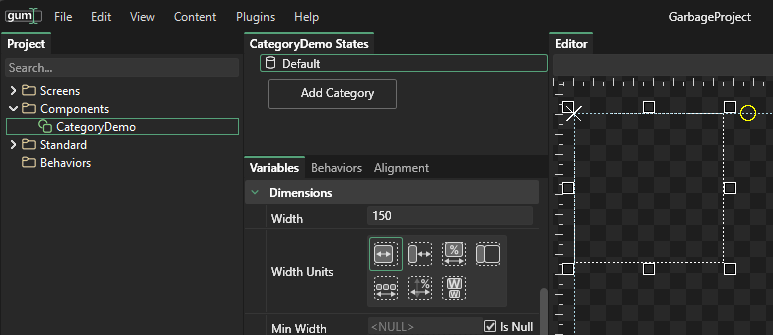 gum File Edit View Content Plugins Help GarbageProject
Project
Search...
Screens
Components
CategoryDemo
Standard
Behaviors
CategoryDemo States
Default
Add Category
Variables Behaviors Alignment
Dimensions
Width 150
Width Units
%
%
W
W
Min Width <NULL> Is Null
Editor